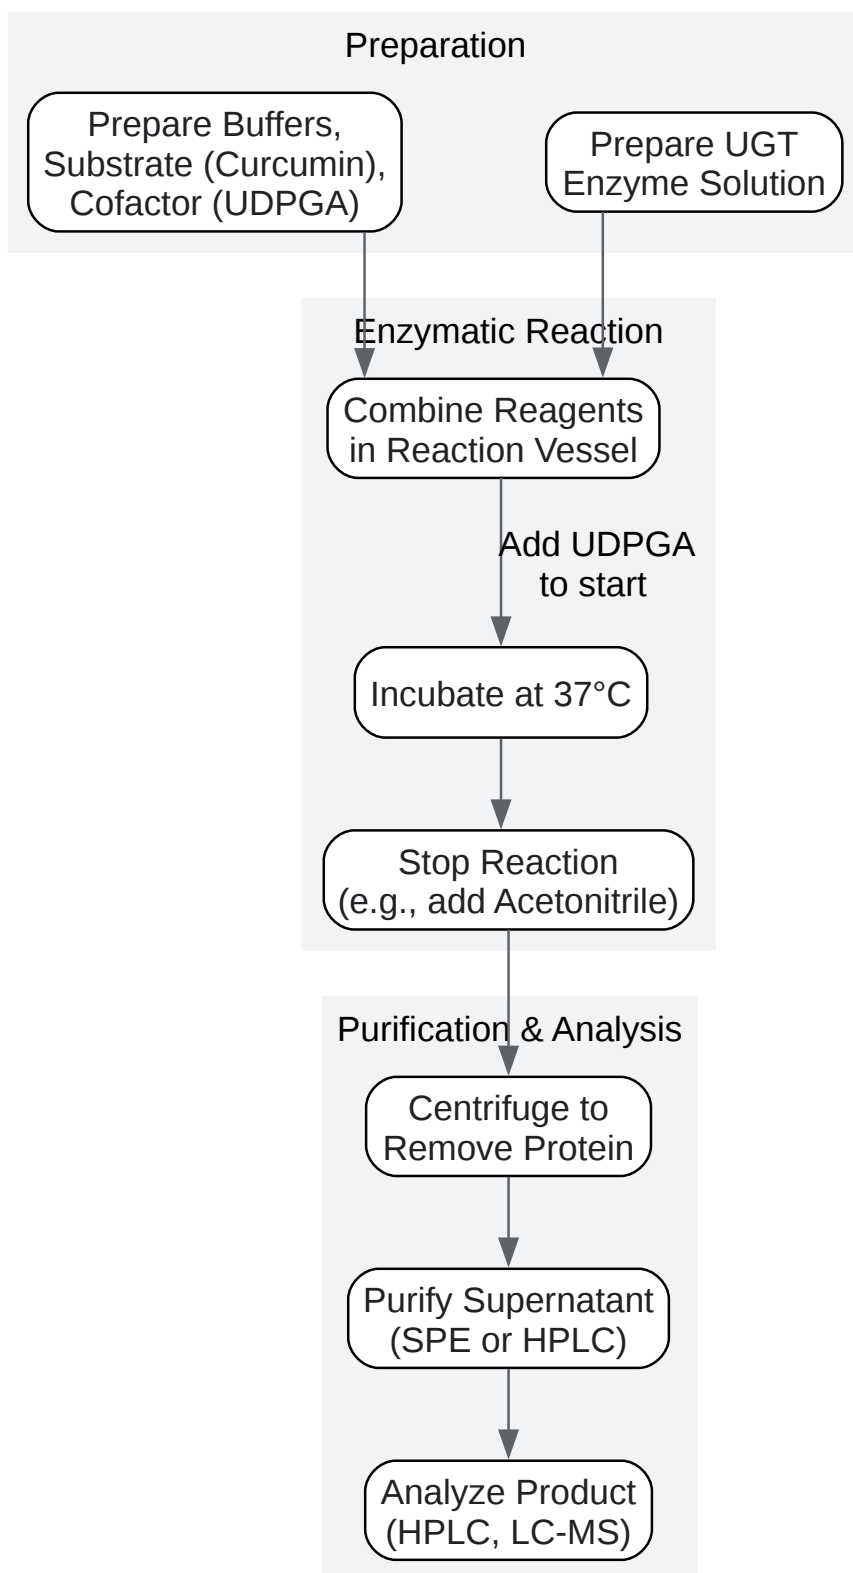 Preparation
Prepare Buffers,
Substrate (Curcumin),
Cofactor (UDPGA)
Prepare UGT
Enzyme Solution
Enzymatic Reaction
Combine Reagents
in Reaction Vessel
Add UDPGA
to start
Incubate at 37°C
Stop Reaction
(e.g., add Acetonitrile)
Purification & Analysis
Centrifuge to
Remove Protein
Purify Supernatant
(SPE or HPLC)
Analyze Product
(HPLC, LC-MS)